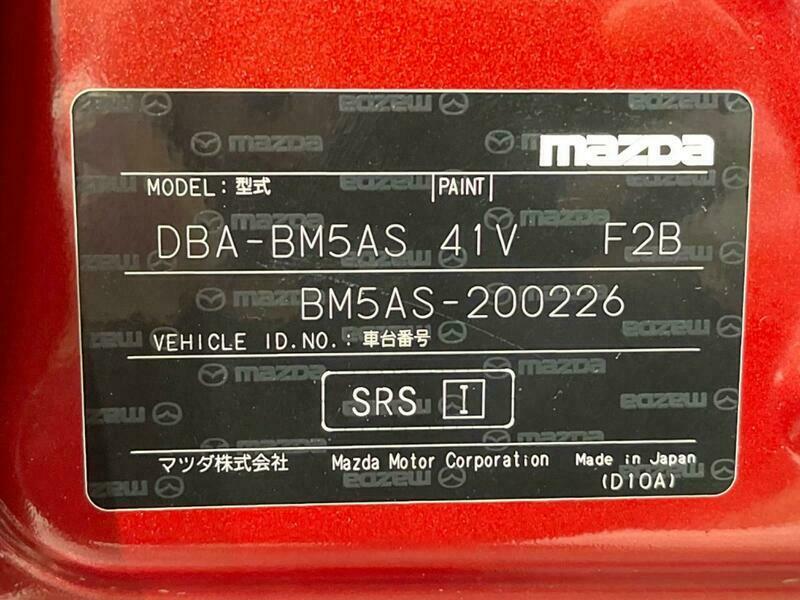 mazda
MODEL : 型式 PAINT
DBA-BM5AS 41V F2B
BM5AS-200226
VEHICLE ID.NO. : 車台番号
SRS I
マツダ株式会社 Mazda Motor Corporation Made in Japan
(D10A)